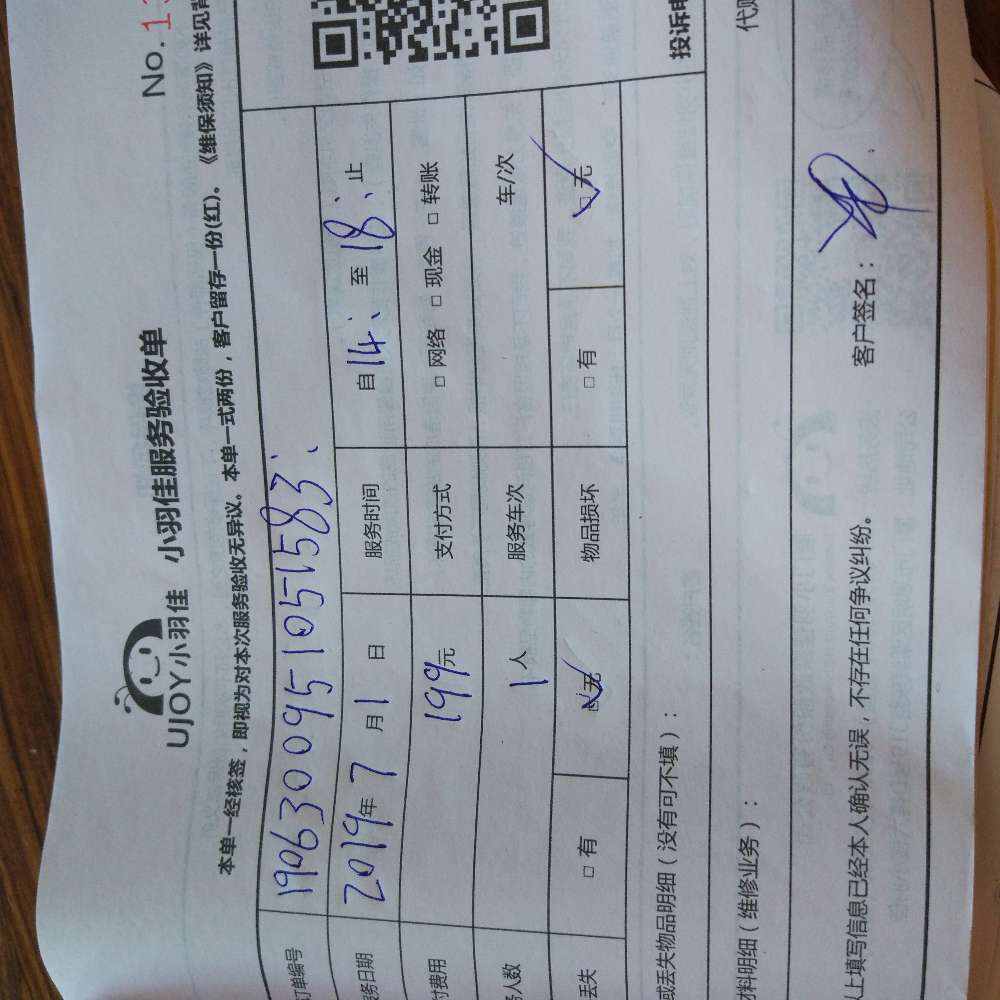 No. 1
UJOY小羽佳 小羽佳服务验收单
本单一经核签，即视为对本次服务验收无异议。本单一式两份，客户留存一份(红)。《维保须知》详见背
订单编号 1906300951051583
服务日期 2019年7月1日 服务时间 自14：至18：止
付费用 199元 支付方式 □ 网络 □ 现金 □ 转账
务人数 1人 服务车次 车/次
丢失 □ 有 □ 无 物品损坏 □ 有 □ 无
投诉电
或丢失物品明细（没有可不填）：
材料明细（维修业务）：
代购
以上填写信息已经本人确认无误，不存在任何争议纠纷。 客户签名：